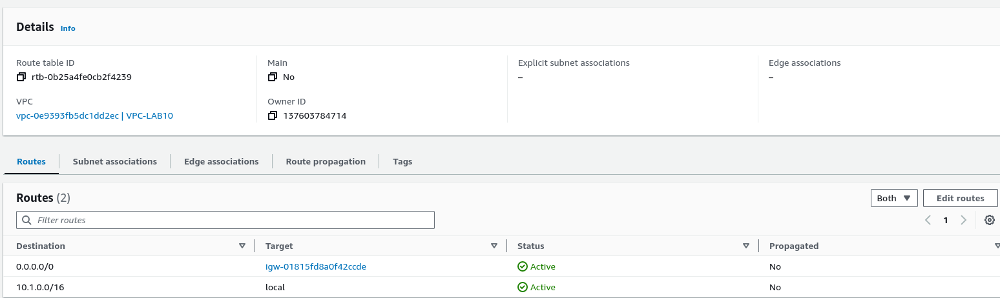 Details Info
Route table ID
rtb-0b25a4fe0cb2f4239
Main
No
Explicit subnet associations
–
Edge associations
–
VPC
vpc-0e9393fb5dc1dd2ec | VPC-LAB10
Owner ID
137603784714
Routes Subnet associations Edge associations Route propagation Tags
Routes (2)
Both Edit routes
Filter routes
1
Destination Target Status Propagated
0.0.0.0/0 igw-01815fd8a0f42ccde Active No
10.1.0.0/16 local Active No